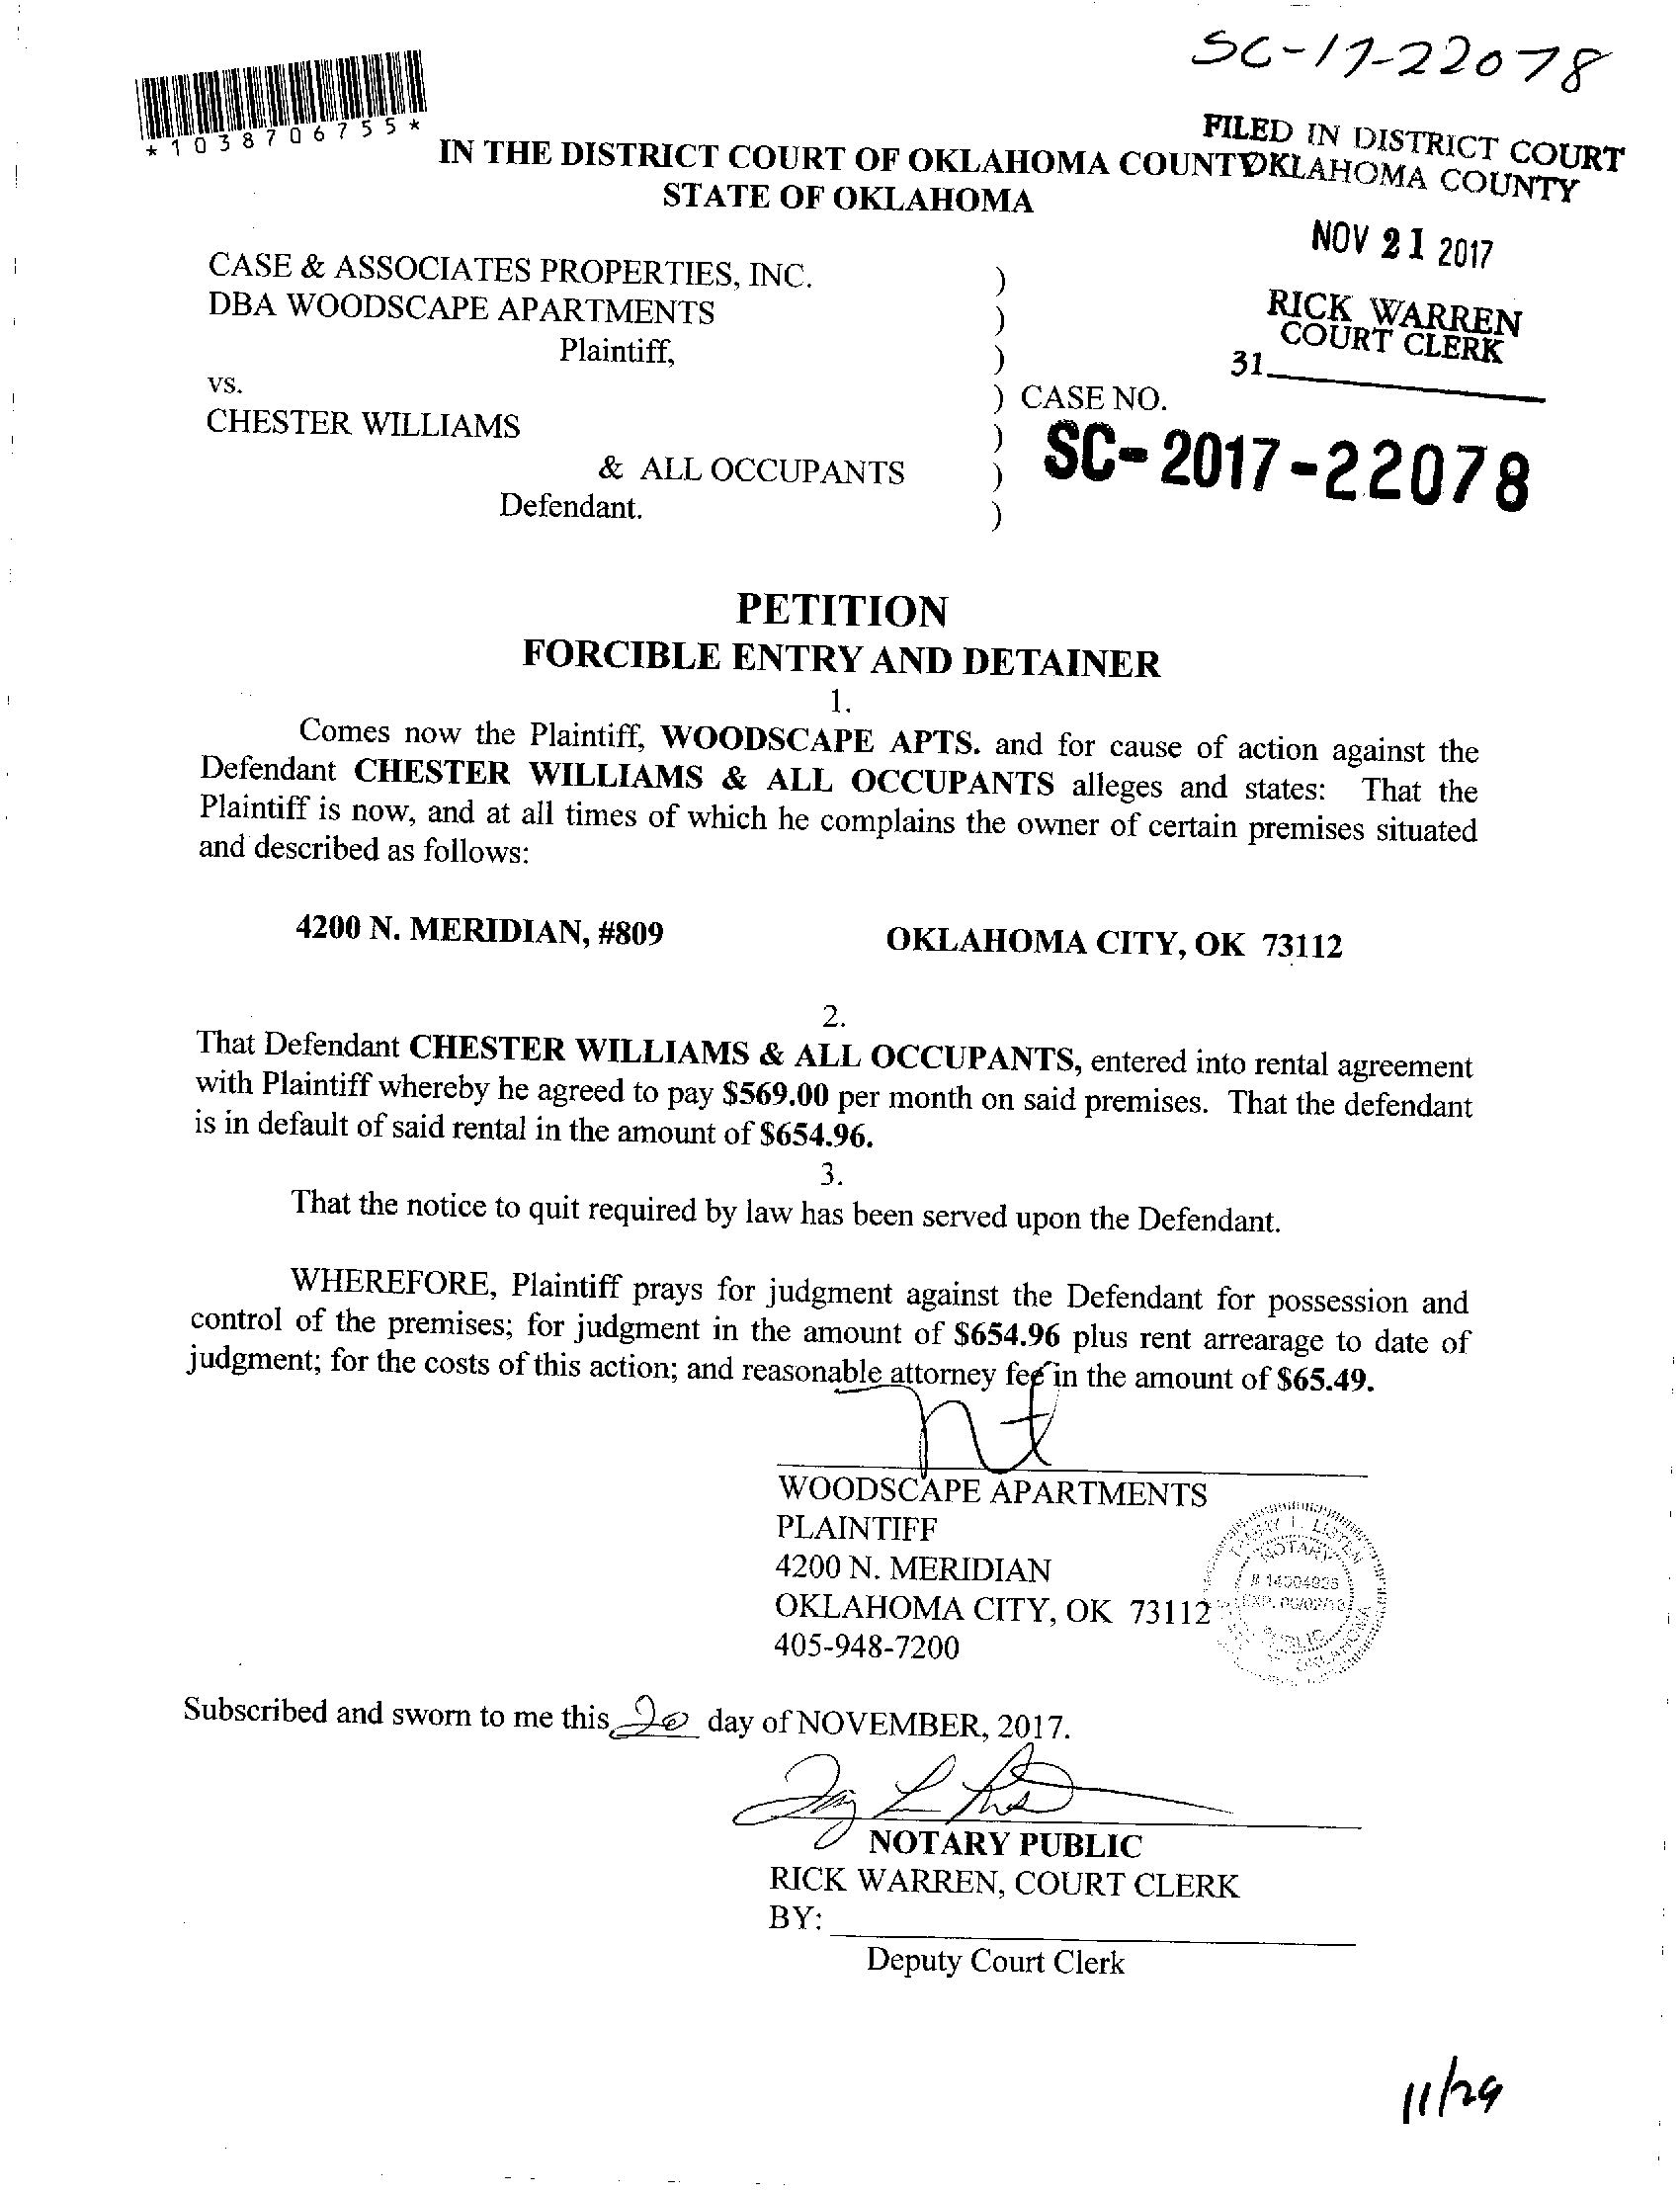 SC-17-22078
*1038706755*
FILED IN DISTRICT COURT
OKLAHOMA COUNTY
IN THE DISTRICT COURT OF OKLAHOMA COUNTY
STATE OF OKLAHOMA
NOV 21 2017
RICK WARREN
COURT CLERK
31
CASE & ASSOCIATES PROPERTIES, INC. )
DBA WOODSCAPE APARTMENTS )
Plaintiff, )
vs. ) CASE NO.
CHESTER WILLIAMS )
& ALL OCCUPANTS ) SC-2017-22078
Defendant. )
PETITION
FORCIBLE ENTRY AND DETAINER
1.
Comes now the Plaintiff, WOODSCAPE APTS. and for cause of action against the
Defendant CHESTER WILLIAMS & ALL OCCUPANTS alleges and states: That the
Plaintiff is now, and at all times of which he complains the owner of certain premises situated
and described as follows:
4200 N. MERIDIAN, #809 OKLAHOMA CITY, OK 73112
2.
That Defendant CHESTER WILLIAMS & ALL OCCUPANTS, entered into rental agreement
with Plaintiff whereby he agreed to pay $569.00 per month on said premises. That the defendant
is in default of said rental in the amount of $654.96.
3.
That the notice to quit required by law has been served upon the Defendant.
WHEREFORE, Plaintiff prays for judgment against the Defendant for possession and
control of the premises; for judgment in the amount of $654.96 plus rent arrearage to date of
judgment; for the costs of this action; and reasonable attorney fee in the amount of $65.49.
WOODSCAPE APARTMENTS
PLAINTIFF
4200 N. MERIDIAN
OKLAHOMA CITY, OK 73112
405-948-7200
NOTARY
PUBLIC
OKLAHOMA
Subscribed and sworn to me this 20 day of NOVEMBER, 2017.
NOTARY PUBLIC
RICK WARREN, COURT CLERK
BY:
Deputy Court Clerk
11/29